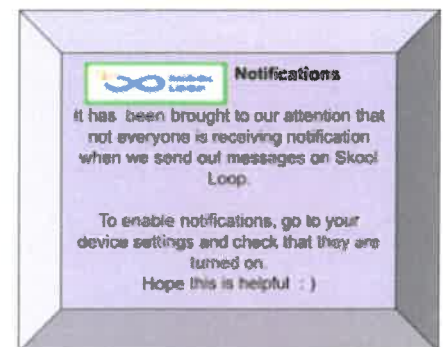 SKOOL
LOOP
Notifications
It has been brought to our attention that
not everyone is receiving notification
when we send out messages on Skool
Loop.
To enable notifications, go to your
device settings and check that they are
turned on.
Hope this is helpful : )